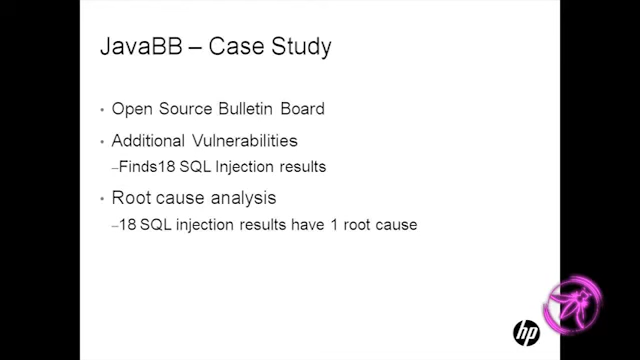 JavaBB – Case Study
• Open Source Bulletin Board
• Additional Vulnerabilities
–Finds18 SQL Injection results
• Root cause analysis
–18 SQL injection results have 1 root cause
hp